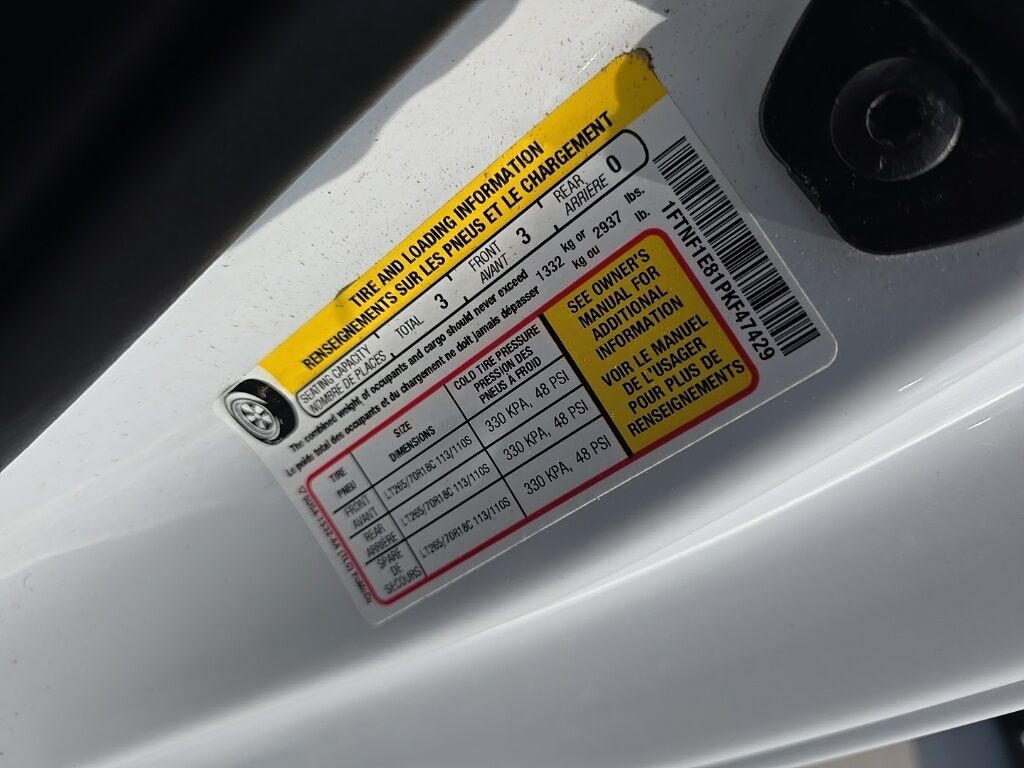 TIRE AND LOADING INFORMATION
RENSEIGNEMENTS SUR LES PNEUS ET LE CHARGEMENT
SEATING CAPACITY
NOMBRE DE PLACES
TOTAL 3
FRONT
AVANT 3
REAR
ARRIÈRE 0
The combined weight of occupants and cargo should never exceed 1332 kg or 2937 lbs.
Le poids total des occupants et du chargement ne doit jamais dépasser kg ou lb.
TIRE
PNEU
SIZE
DIMENSIONS
COLD TIRE PRESSURE
PRESSION DES
PNEUS A FROID
FRONT
AVANT
LT265/70R18C 113/110S
330 KPA, 48 PSI
REAR
ARRIÈRE
LT265/70R18C 113/110S
330 KPA, 48 PSI
SPARE
DE
SECOURS
LT265/70R18C 113/110S
330 KPA, 48 PSI
SEE OWNER'S
MANUAL FOR
ADDITIONAL
INFORMATION
VOIR LE MANUEL
DE L'USAGER
POUR PLUS DE
RENSEIGNEMENTS
1FTNF1E81PKF47429